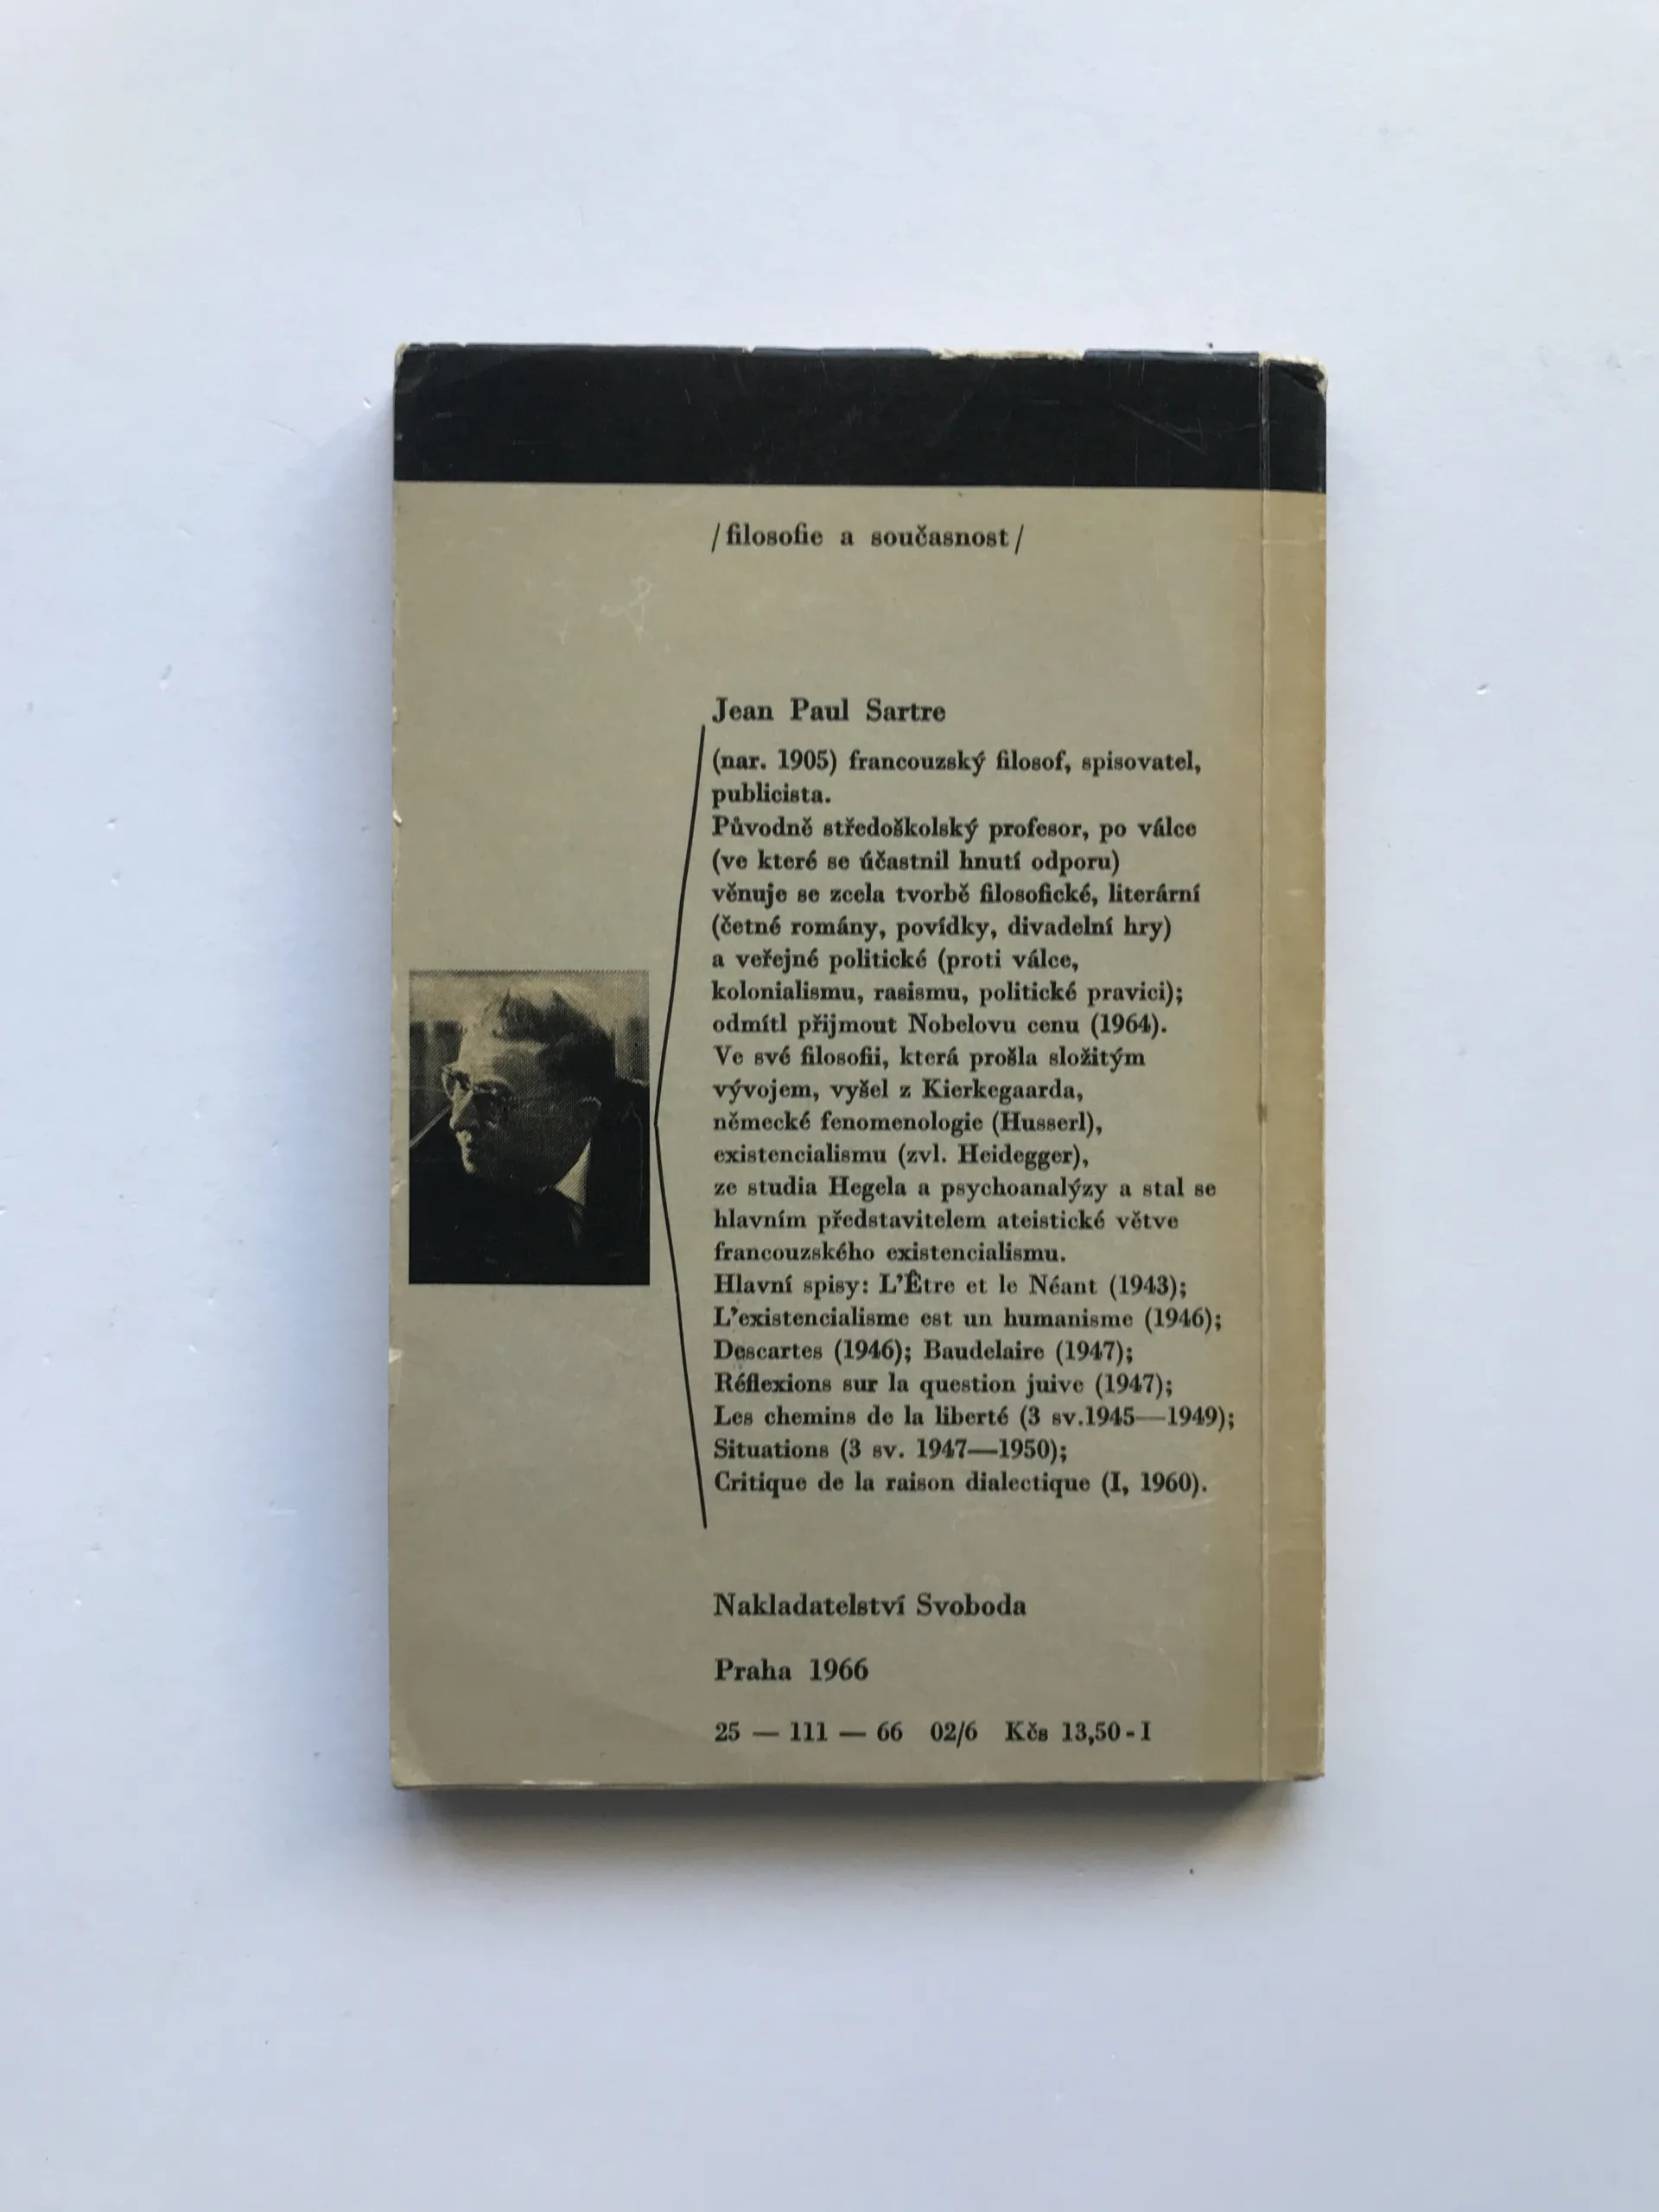 /filosofie a současnost/
Jean Paul Sartre
(nar. 1905) francouzský filosof, spisovatel,
publicista.
Původně středoškolský profesor, po válce
(ve které se účastnil hnutí odporu)
věnuje se zcela tvorbě filosofické, literární
(četné romány, povídky, divadelní hry)
a veřejné politické (proti válce,
kolonialismu, rasismu, politické pravici);
odmítl přijmout Nobelovu cenu (1964).
Ve své filosofii, která prošla složitým
vývojem, vyšel z Kierkegaarda,
německé fenomenologie (Husserl),
existencialismu (zvl. Heidegger),
ze studia Hegela a psychoanalýzy a stal se
hlavním představitelem ateistické větve
francouzského existencialismu.
Hlavní spisy: L'Être et le Néant (1943);
L'existencialisme est un humanisme (1946);
Descartes (1946); Baudelaire (1947);
Réflexions sur la question juive (1947);
Les chemins de la liberté (3 sv.1945—1949);
Situations (3 sv. 1947—1950);
Critique de la raison dialectique (I, 1960).
Nakladatelství Svoboda
Praha 1966
25 — 111 — 66 02/6 Kčs 13,50 - I